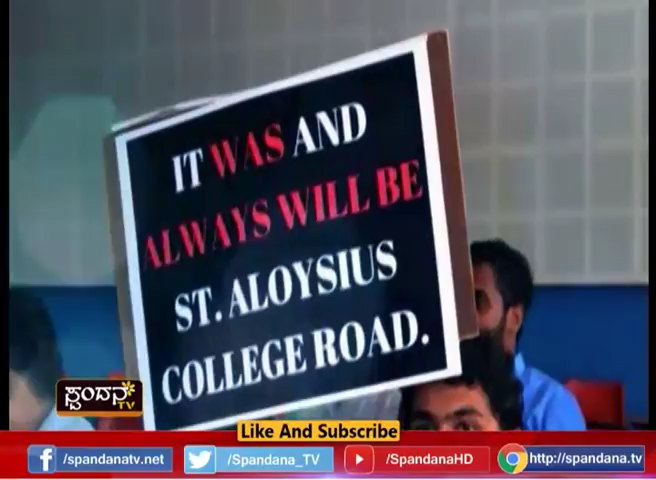 IT WAS AND
ALWAYS WILL BE
ST. ALOYSIUS
COLLEGE ROAD.
ಸ್ಪಂದನ
TV
Like And Subscribe
/spandanatv.net
/Spandana_TV
/SpandanaHD
http://spandana.tv